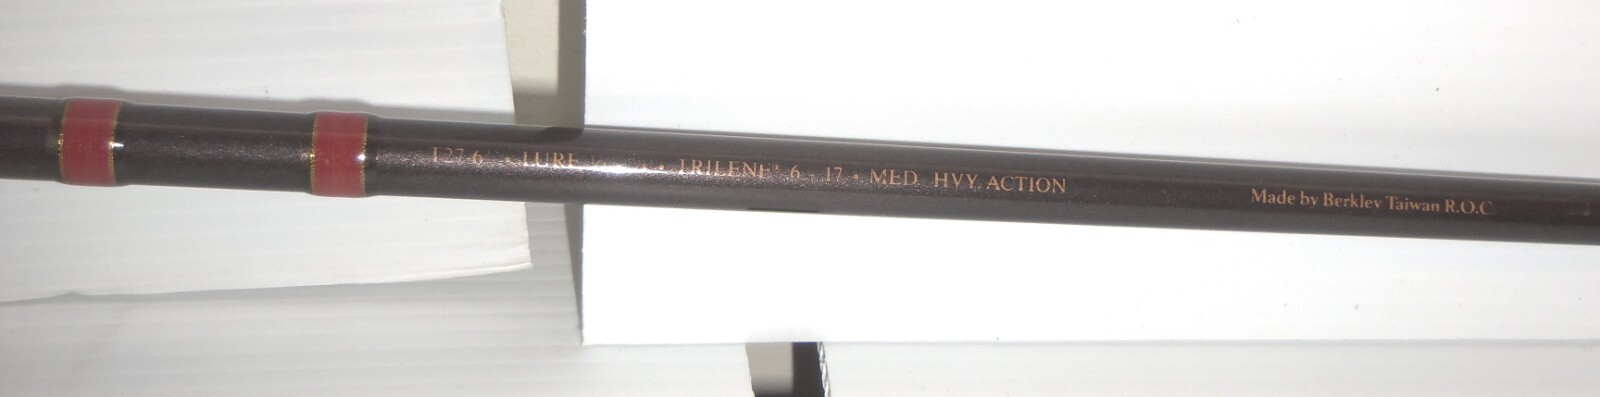 LURE • TRILENE® 6 - 17 • MED. HVY. ACTION
Made by Berkley Taiwan R.O.C.